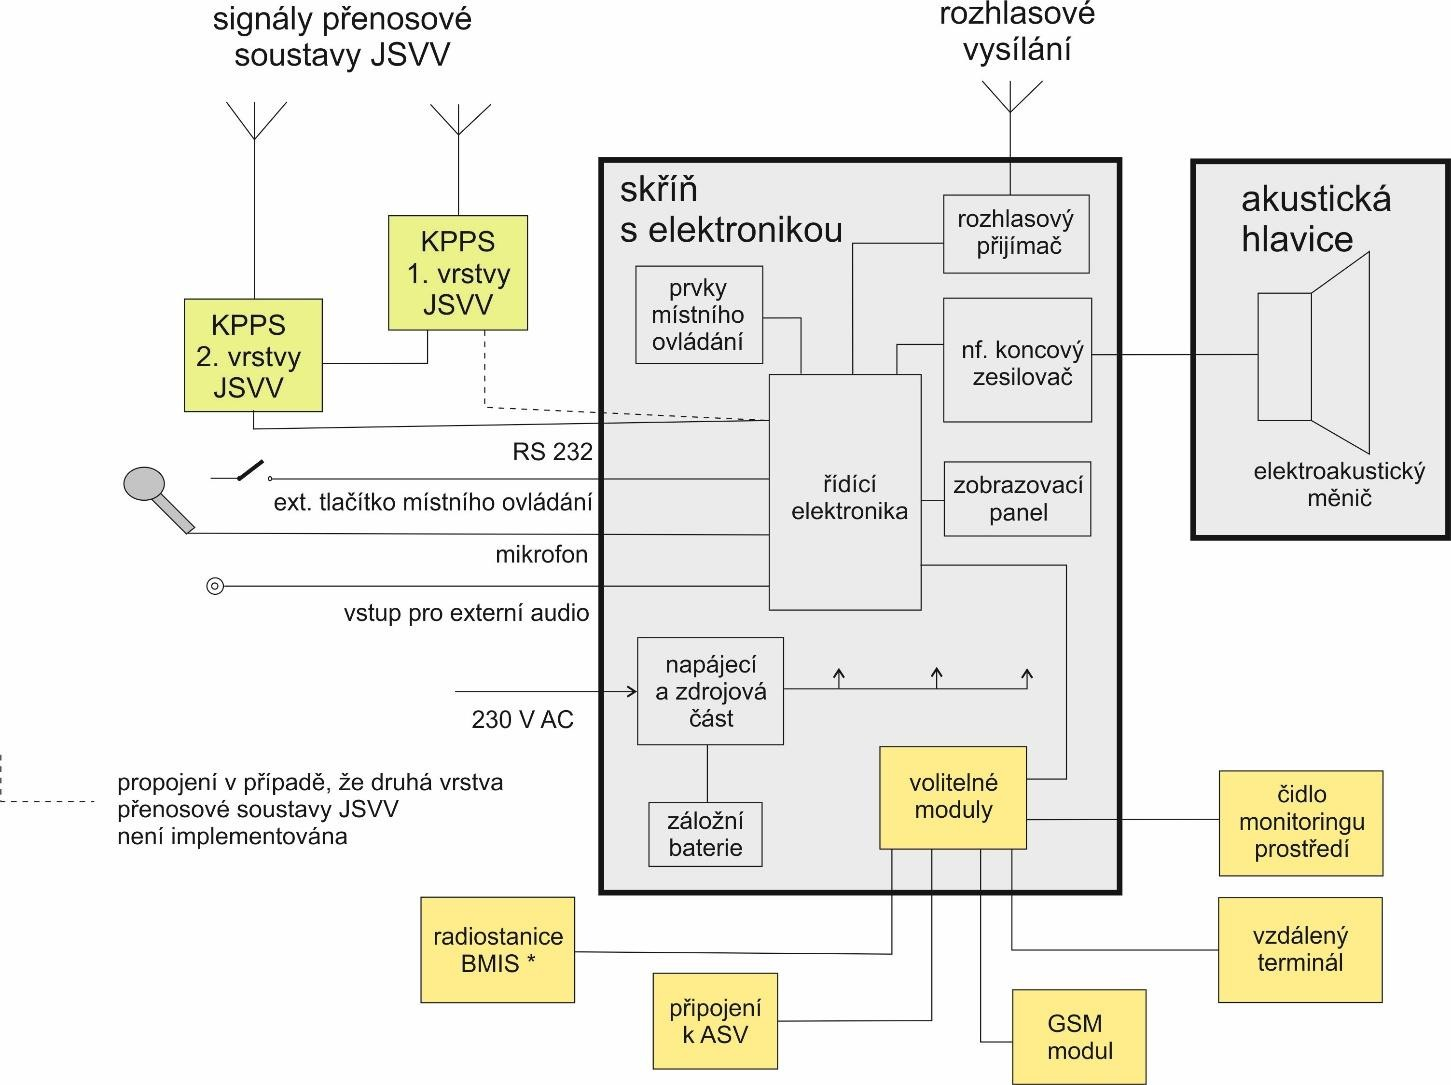 signály přenosové
soustavy JSVV
rozhlasové
vysílání
KPPS
1. vrstvy
JSVV
KPPS
2. vrstvy
JSVV
skříň
s elektronikou
rozhlasový
přijímač
prvky
místního
ovládání
nf. koncový
zesilovač
akustická
hlavice
elektroakustický
měnič
RS 232
ext. tlačítko místního ovládání
mikrofon
vstup pro externí audio
řídící
elektronika
zobrazovací
panel
napájecí
a zdrojová
část
230 V AC
záložní
baterie
volitelné
moduly
propojení v případě, že druhá vrstva
přenosové soustavy JSVV
není implementována
čidlo
monitoringu
prostředí
radiostanice
BMIS *
vzdálený
terminál
připojení
k ASV
GSM
modul